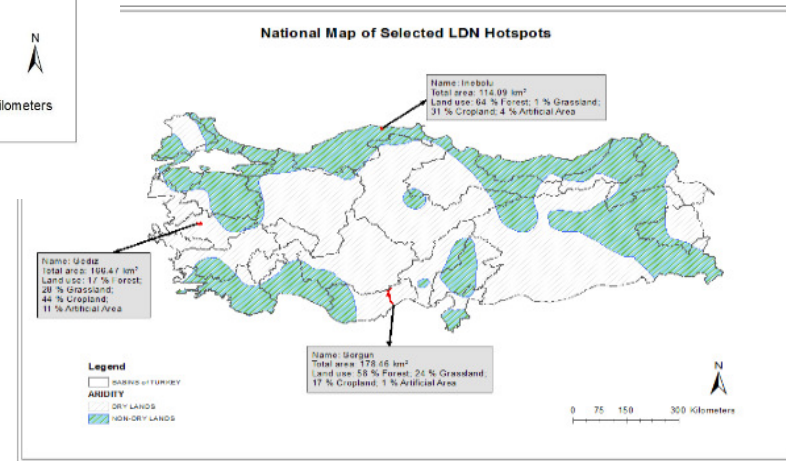 N
ilometers
National Map of Selected LDN Hotspots
Name: Inebolu
Total area: 114.09 km²
Land use: 64 % Forest; 1 % Grassland;
31 % Cropland; 4 % Artificial Area
Name: Gediz
Total area: 166.47 km²
Land use: 17 % Forest;
28 % Grassland;
44 % Cropland;
11 % Artificial Area
Name: Sorgun
Total area: 178.46 km²
Land use: 58 % Forest; 24 % Grassland;
17 % Cropland; 1 % Artificial Area
Legend
BASINS of TURKEY
ARIDITY
DRY LANDS
NON-DRY LANDS
N
0 75 150 300 Kilometers